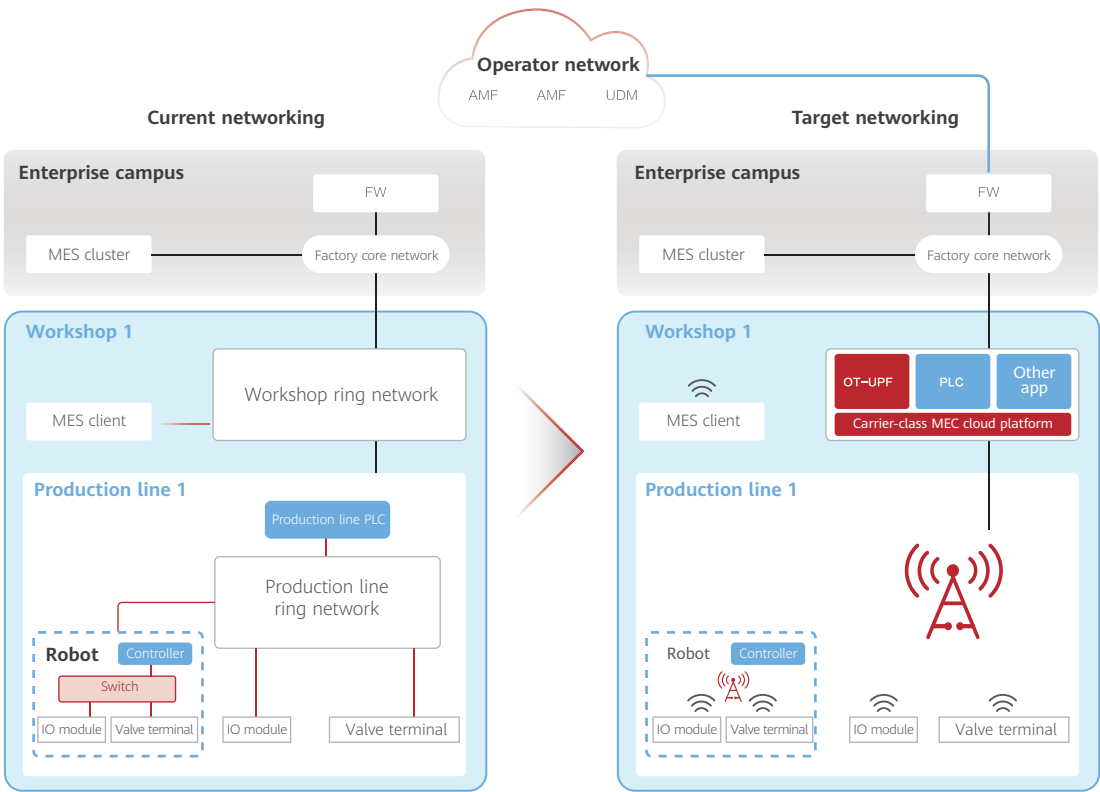 Operator network
AMF AMF UDM
Current networking
Target networking
Enterprise campus
FW
MES cluster
Factory core network
Workshop 1
Workshop ring network
MES client
Production line 1
Production line PLC
Production line
ring network
Robot
Controller
Switch
IO module
Valve terminal
IO module
Valve terminal
Enterprise campus
FW
MES cluster
Factory core network
Workshop 1
OT-UPF
PLC
Other
app
Carrier-class MEC cloud platform
MES client
Production line 1
Robot
Controller
IO module
Valve terminal
IO module
Valve terminal